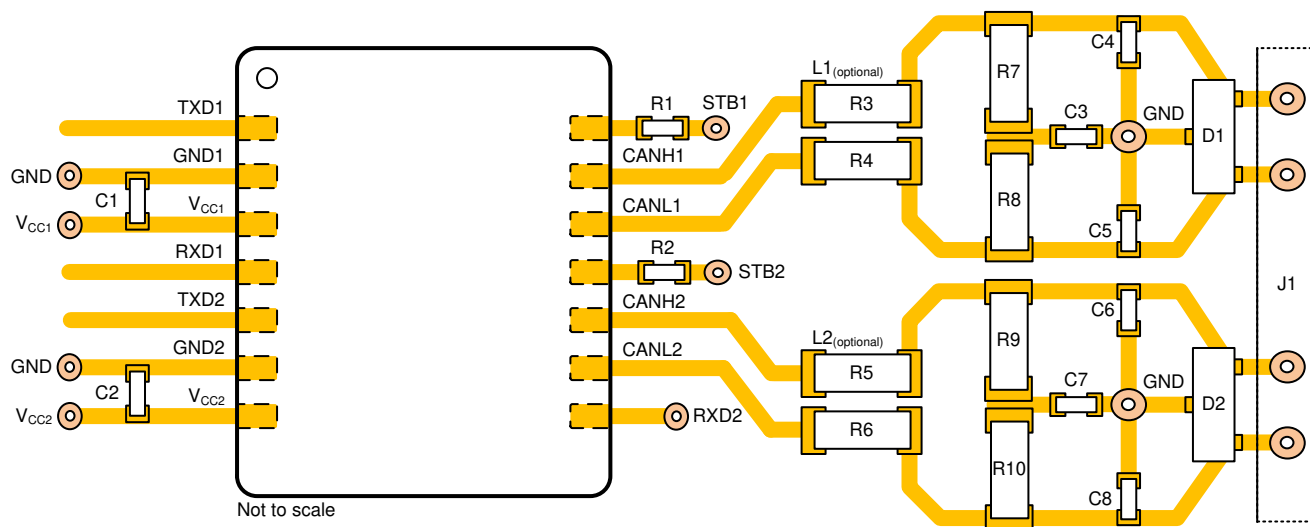 TXD1
GND1
GND
C1
VCC1
VCC1
RXD1
TXD2
GND2
GND
C2
VCC2
VCC2
Not to scale
R1
STB1
CANH1
CANL1
R2
STB2
CANH2
CANL2
RXD2
L1(optional)
R3
R4
R7
R8
C3
C4
C5
GND
D1
L2(optional)
R5
R6
R9
R10
C7
C6
C8
GND
D2
J1